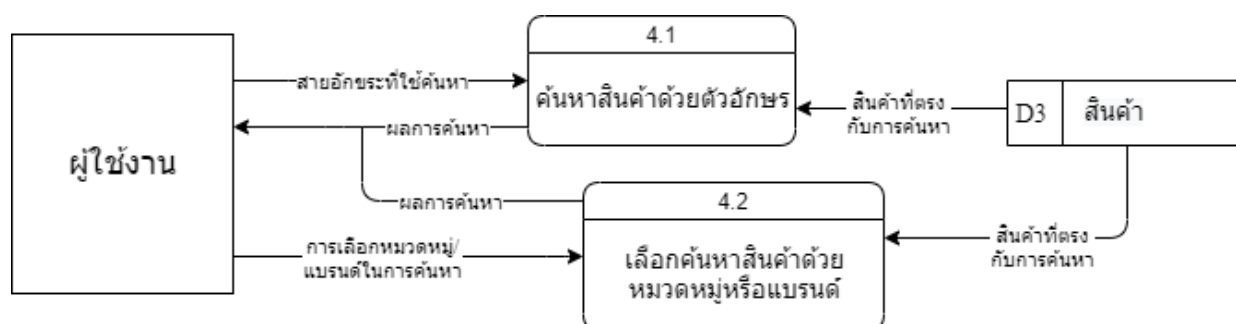 4.1
สายอักขระที่ใช้ค้นหา
ค้นหาสินค้าด้วยตัวอักษร
สินค้าที่ตรง
กับการค้นหา
D3
สินค้า
ผลการค้นหา
ผู้ใช้งาน
4.2
ผลการค้นหา
การเลือกหมวดหมู่/
แบรนด์ในการค้นหา
เลือกค้นหาสินค้าด้วย
หมวดหมู่หรือแบรนด์
สินค้าที่ตรง
กับการค้นหา